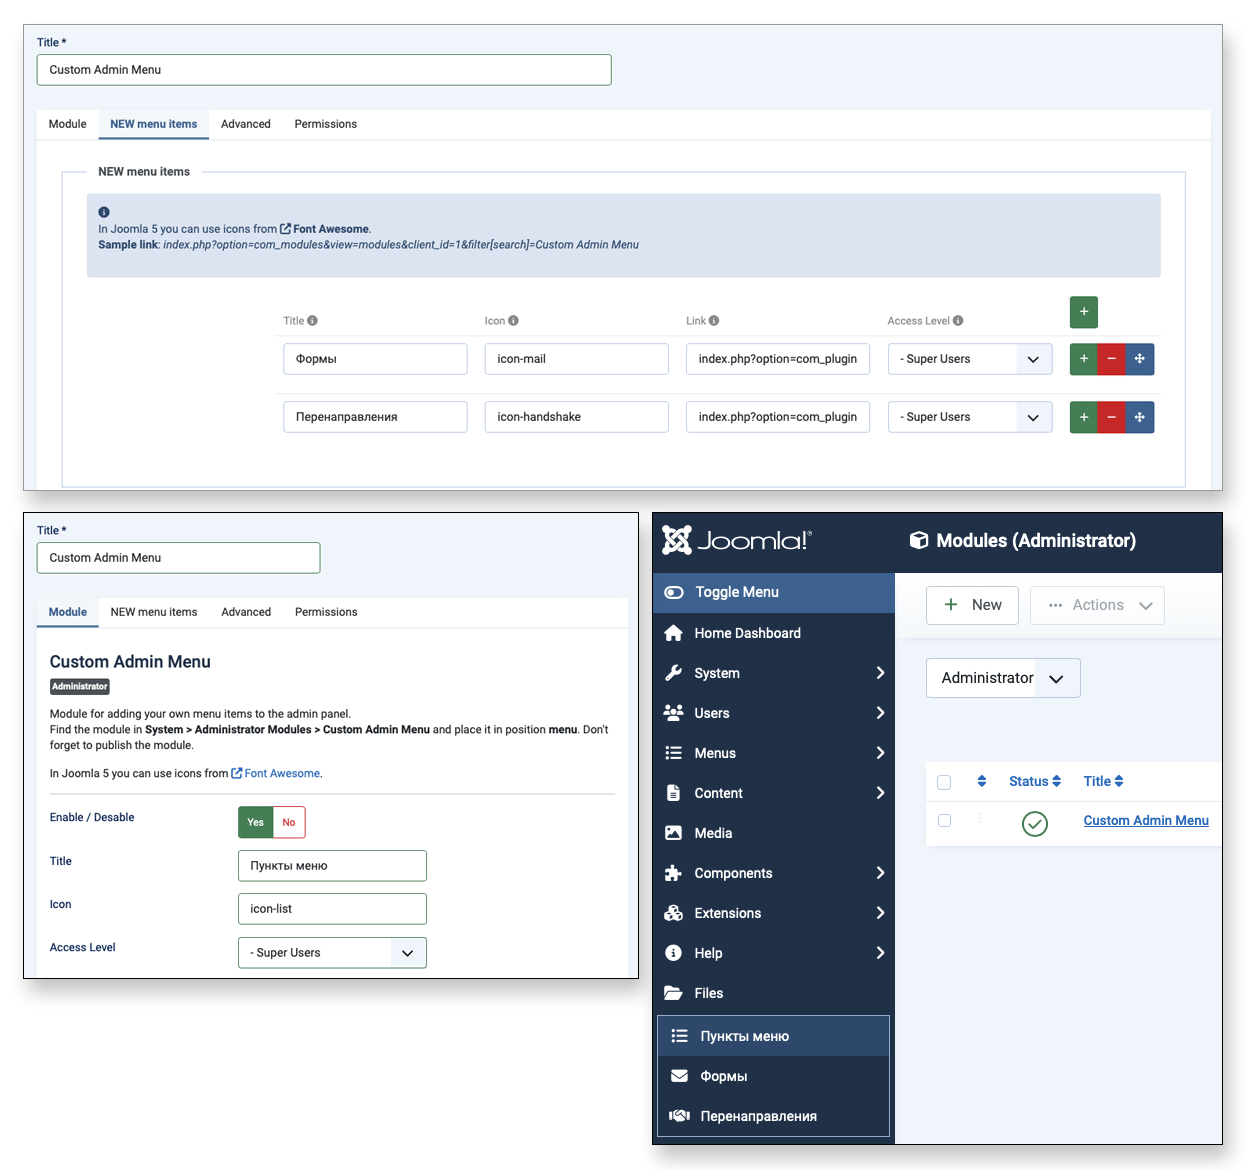 Title *
Custom Admin Menu
Module NEW menu items Advanced Permissions
NEW menu items
In Joomla 5 you can use icons from Font Awesome.
Sample link: index.php?option=com_modules&view=modules&client_id=1&filter[search]=Custom Admin Menu
Title Icon Link Access Level
Формы icon-mail index.php?option=com_plugin - Super Users
Перенаправления icon-handshake index.php?option=com_plugin - Super Users
Title *
Custom Admin Menu
Module NEW menu items Advanced Permissions
Custom Admin Menu
Administrator
Module for adding your own menu items to the admin panel.
Find the module in System > Administrator Modules > Custom Admin Menu and place it in position menu. Don't
forget to publish the module.
In Joomla 5 you can use icons from Font Awesome.
Enable / Desable Yes No
Title Пункты меню
Icon icon-list
Access Level - Super Users
Joomla!® Modules (Administrator)
Toggle Menu
Home Dashboard
System
Users
Menus
Content
Media
Components
Extensions
Help
Files
Пункты меню
Формы
Перенаправления
New Actions
Administrator
Status Title
Custom Admin Menu